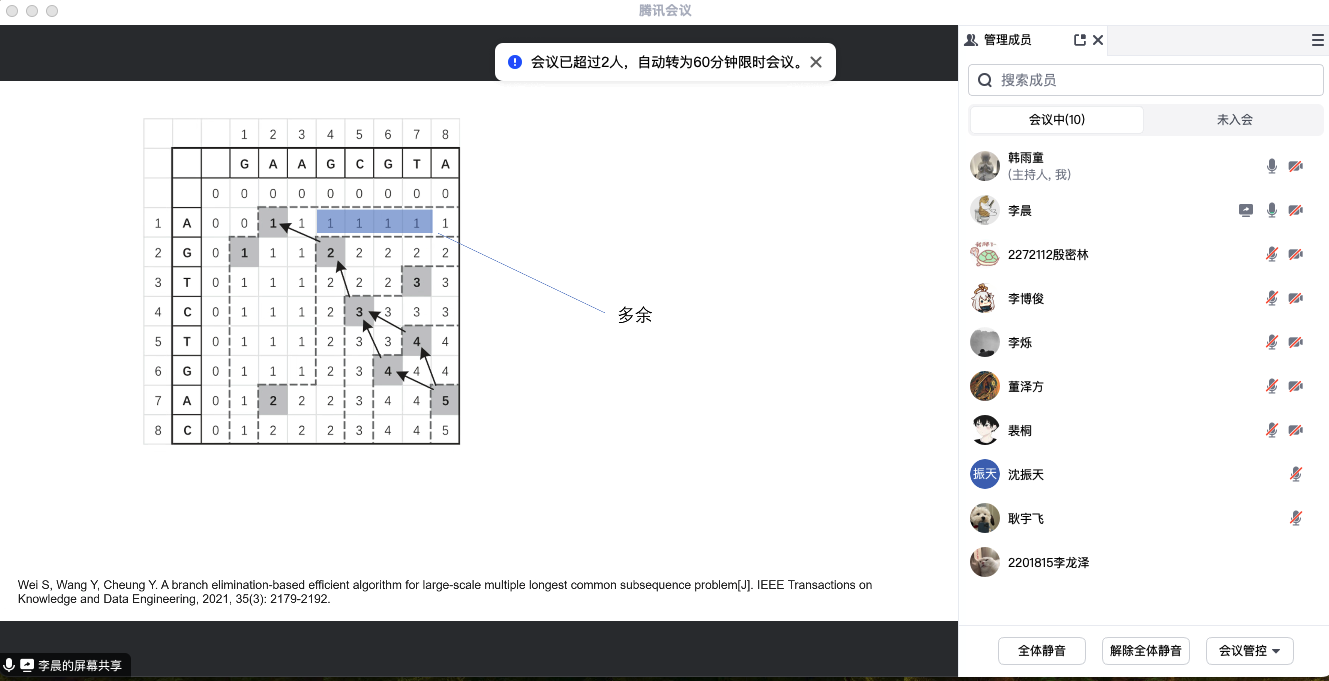 腾讯会议
会议已超过2人，自动转为60分钟限时会议。
1 2 3 4 5 6 7 8
G A A G C G T A
0 0 0 0 0 0 0 0 0
1 A 0 0 1 1 1 1 1 1 1
2 G 0 1 1 1 2 2 2 2 2
3 T 0 1 1 1 2 2 2 3 3
4 C 0 1 1 1 2 3 3 3 3
5 T 0 1 1 1 2 3 3 4 4
6 G 0 1 1 1 2 3 4 4 4
7 A 0 1 2 2 2 3 4 4 5
8 C 0 1 2 2 2 3 4 4 5
多余
Wei S, Wang Y, Cheung Y. A branch elimination-based efficient algorithm for large-scale multiple longest common subsequence problem[J]. IEEE Transactions on
Knowledge and Data Engineering, 2021, 35(3): 2179-2192.
李晨的屏幕共享
管理成员
搜索成员
会议中(10) 未入会
韩雨童
(主持人, 我)
李晨
2272112殷密林
李博俊
李烁
董泽方
裴桐
振天 沈振天
耿宇飞
2201815李龙泽
全体静音 解除全体静音 会议管控